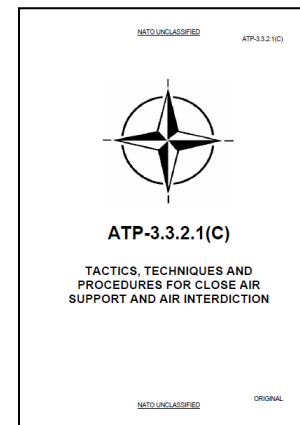 NATO UNCLASSIFIED
ATP-3.3.2.1(C)
ATP-3.3.2.1(C)
TACTICS, TECHNIQUES AND
PROCEDURES FOR CLOSE AIR
SUPPORT AND AIR INTERDICTION
ORIGINAL
NATO UNCLASSIFIED